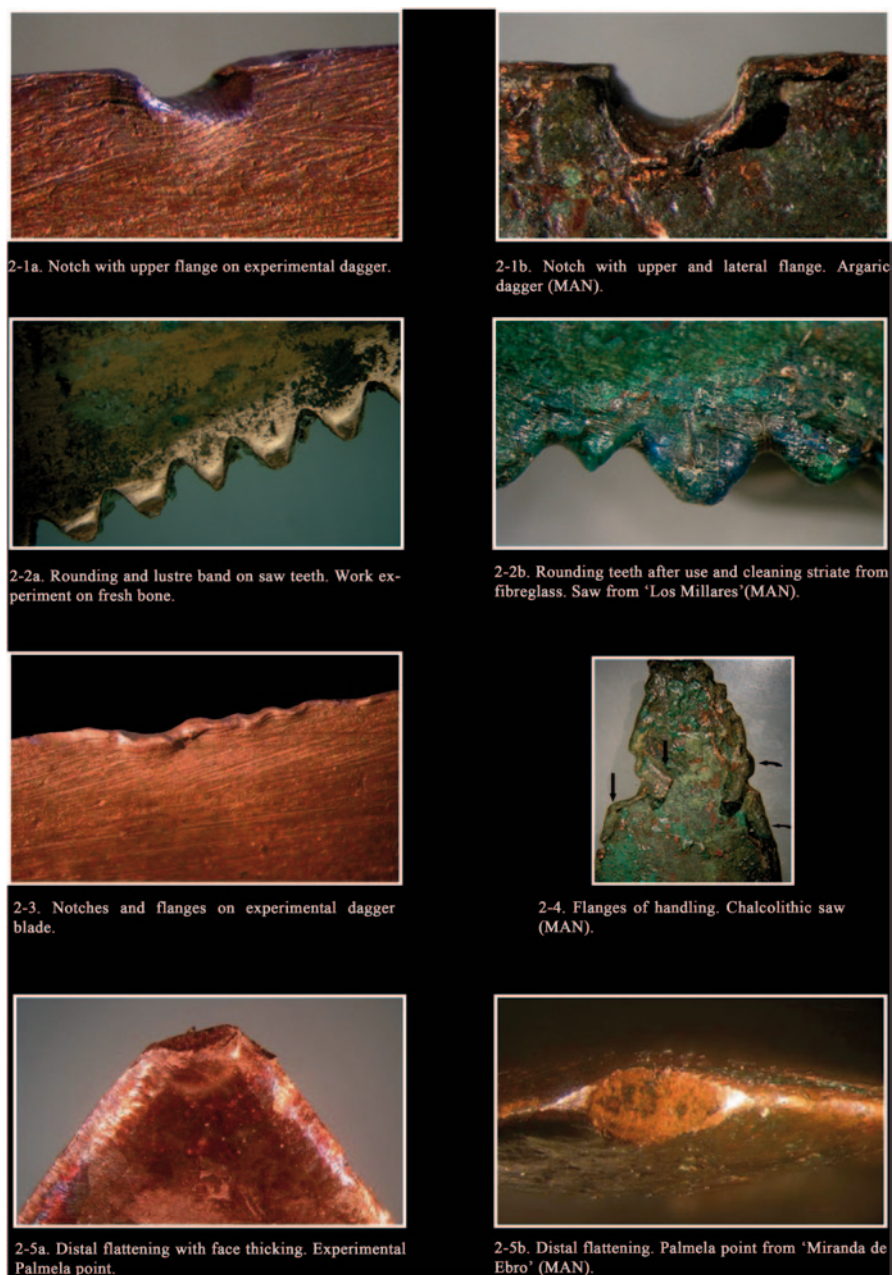 2-1a. Notch with upper flange on experimental dagger.
2-1b. Notch with upper and lateral flange. Argaric
dagger (MAN).
2-2a. Rounding and lustre band on saw teeth. Work ex-
periment on fresh bone.
2-2b. Rounding teeth after use and cleaning striate from
fibreglass. Saw from ‘Los Millares’(MAN).
2-3. Notches and flanges on experimental dagger
blade.
2-4. Flanges of handling. Chalcolithic saw
(MAN).
2-5a. Distal flattening with face thicking. Experimental
Palmela point.
2-5b. Distal flattening. Palmela point from ‘Miranda de
Ebro’ (MAN).